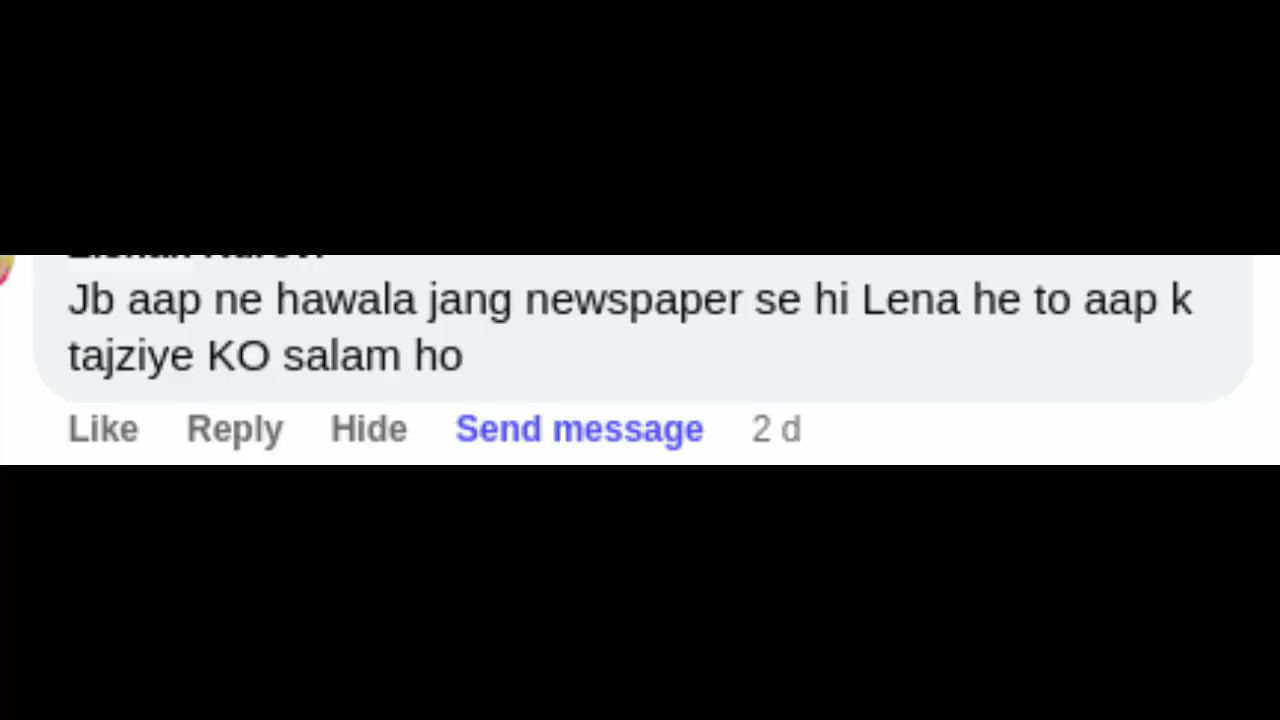 Jb aap ne hawala jang newspaper se hi Lena he to aap k
tajziye KO salam ho
Like Reply Hide Send message 2 d